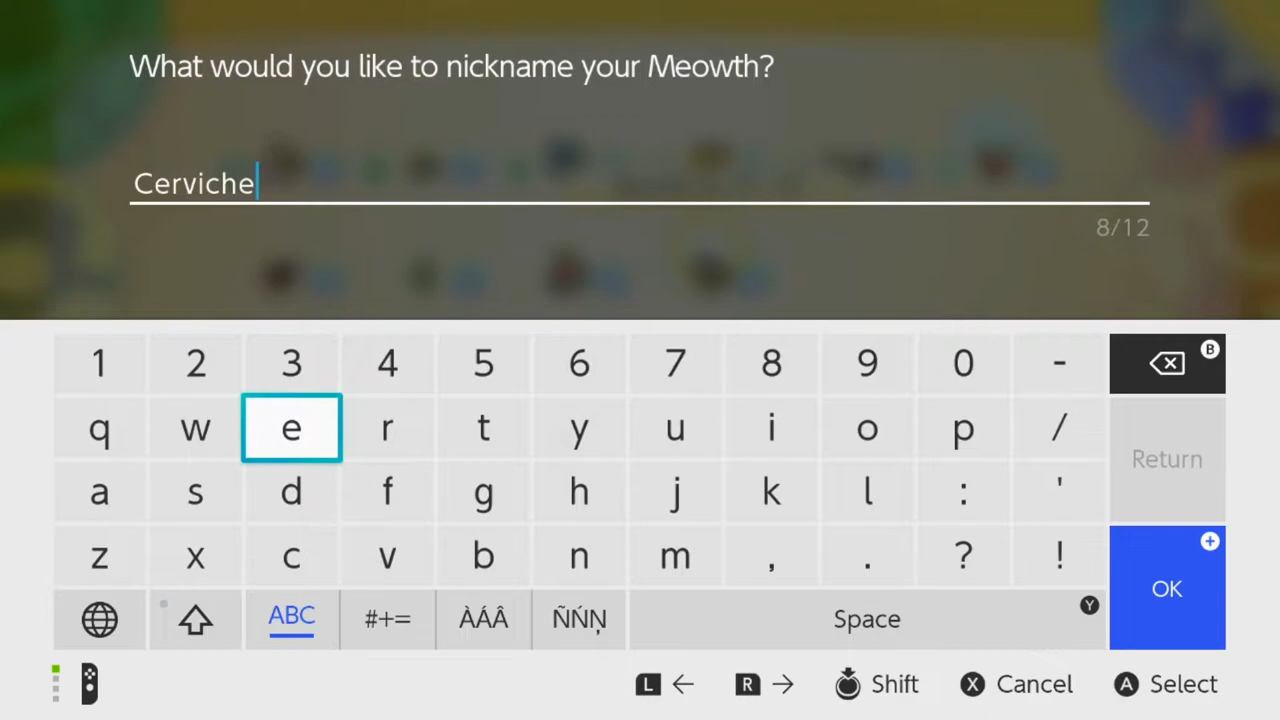 What would you like to nickname your Meowth?
Cerviche
8/12
1 2 3 4 5 6 7 8 9 0 - B
q w e r t y u i o p / Return
a s d f g h j k l : '
z x c v b n m , . ? ! + OK
ABC #+= ÀÁÂ ÑŃŅ Space Y
L ← R → Shift X Cancel A Select